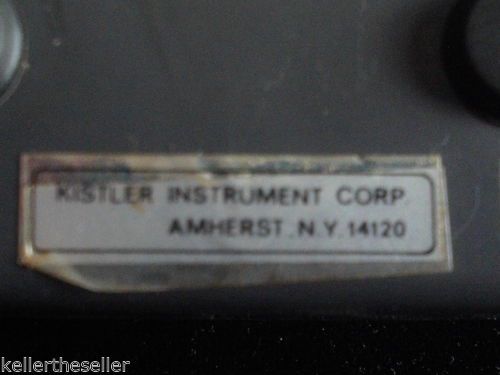 KISTLER INSTRUMENT CORP.
AMHERST. N.Y. 14120
kellertheseller